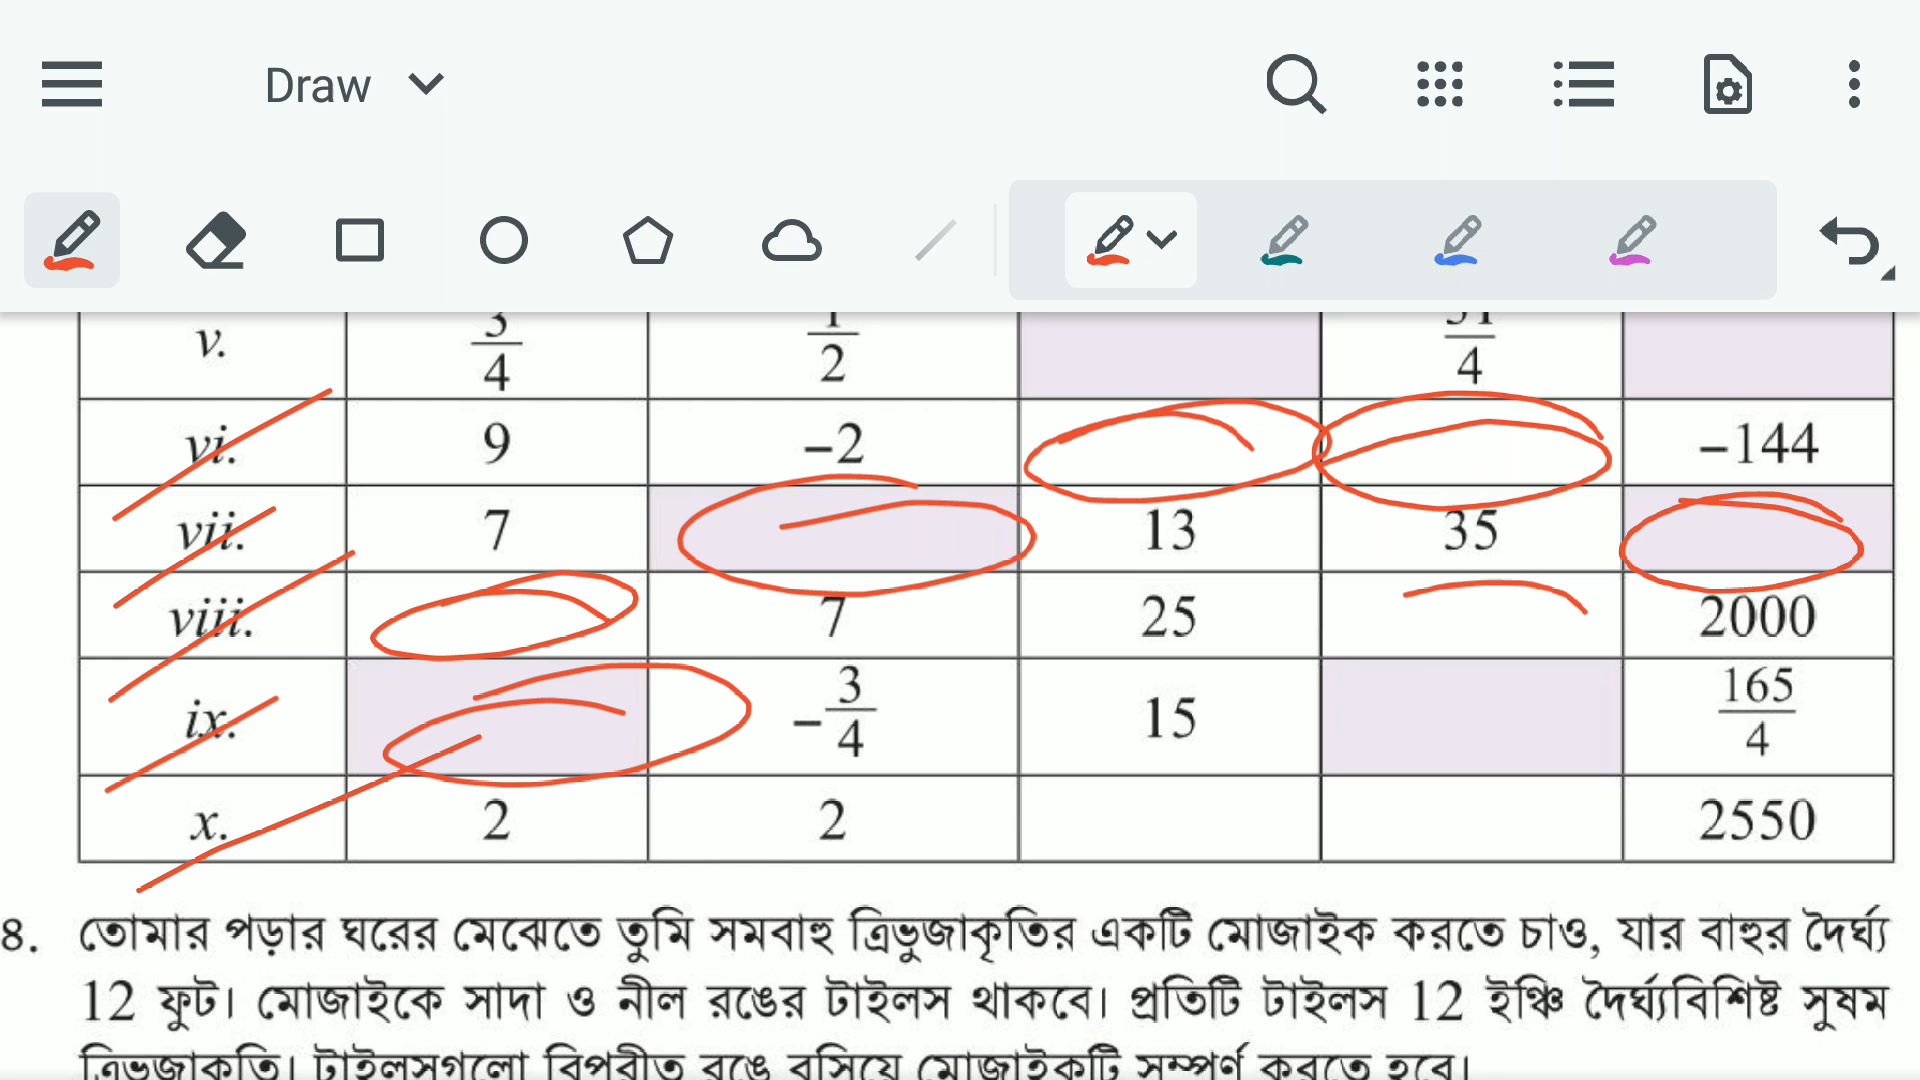 Draw
v. 3/4 1/2 31/4
vi. 9 −2 −144
vii. 7 13 35
viii. 7 25 2000
ix. −3/4 15 165/4
x. 2 2 2550
8. তোমার পড়ার ঘরের মেঝেতে তুমি সমবাহু ত্রিভুজাকৃতির একটি মোজাইক করতে চাও, যার বাহুর দৈর্ঘ্য
12 ফুট। মোজাইকে সাদা ও নীল রঙের টাইলস থাকবে। প্রতিটি টাইলস 12 ইঞ্চি দৈর্ঘ্যবিশিষ্ট সুষম
ত্রিভুজাকৃতি। টাইলসগুলো বিপরীত রঙে বসিয়ে মোজাইকটি সম্পূর্ণ করতে হবে।